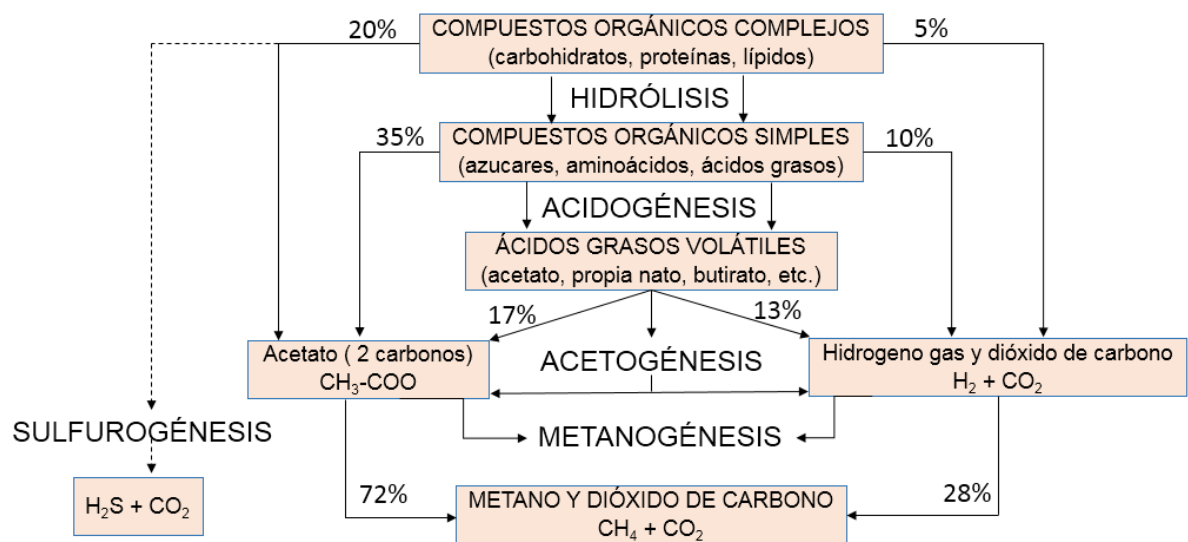 20%
COMPUESTOS ORGÁNICOS COMPLEJOS
(carbohidratos, proteínas, lípidos)
5%
HIDRÓLISIS
35%
COMPUESTOS ORGÁNICOS SIMPLES
(azucares, aminoácidos, ácidos grasos)
10%
ACIDOGÉNESIS
ÁCIDOS GRASOS VOLÁTILES
(acetato, propia nato, butirato, etc.)
17%
13%
Acetato ( 2 carbonos)
CH₃-COO
ACETOGÉNESIS
Hidrogeno gas y dióxido de carbono
H₂ + CO₂
SULFUROGÉNESIS
METANOGÉNESIS
H₂S + CO₂
72%
METANO Y DIÓXIDO DE CARBONO
CH₄ + CO₂
28%